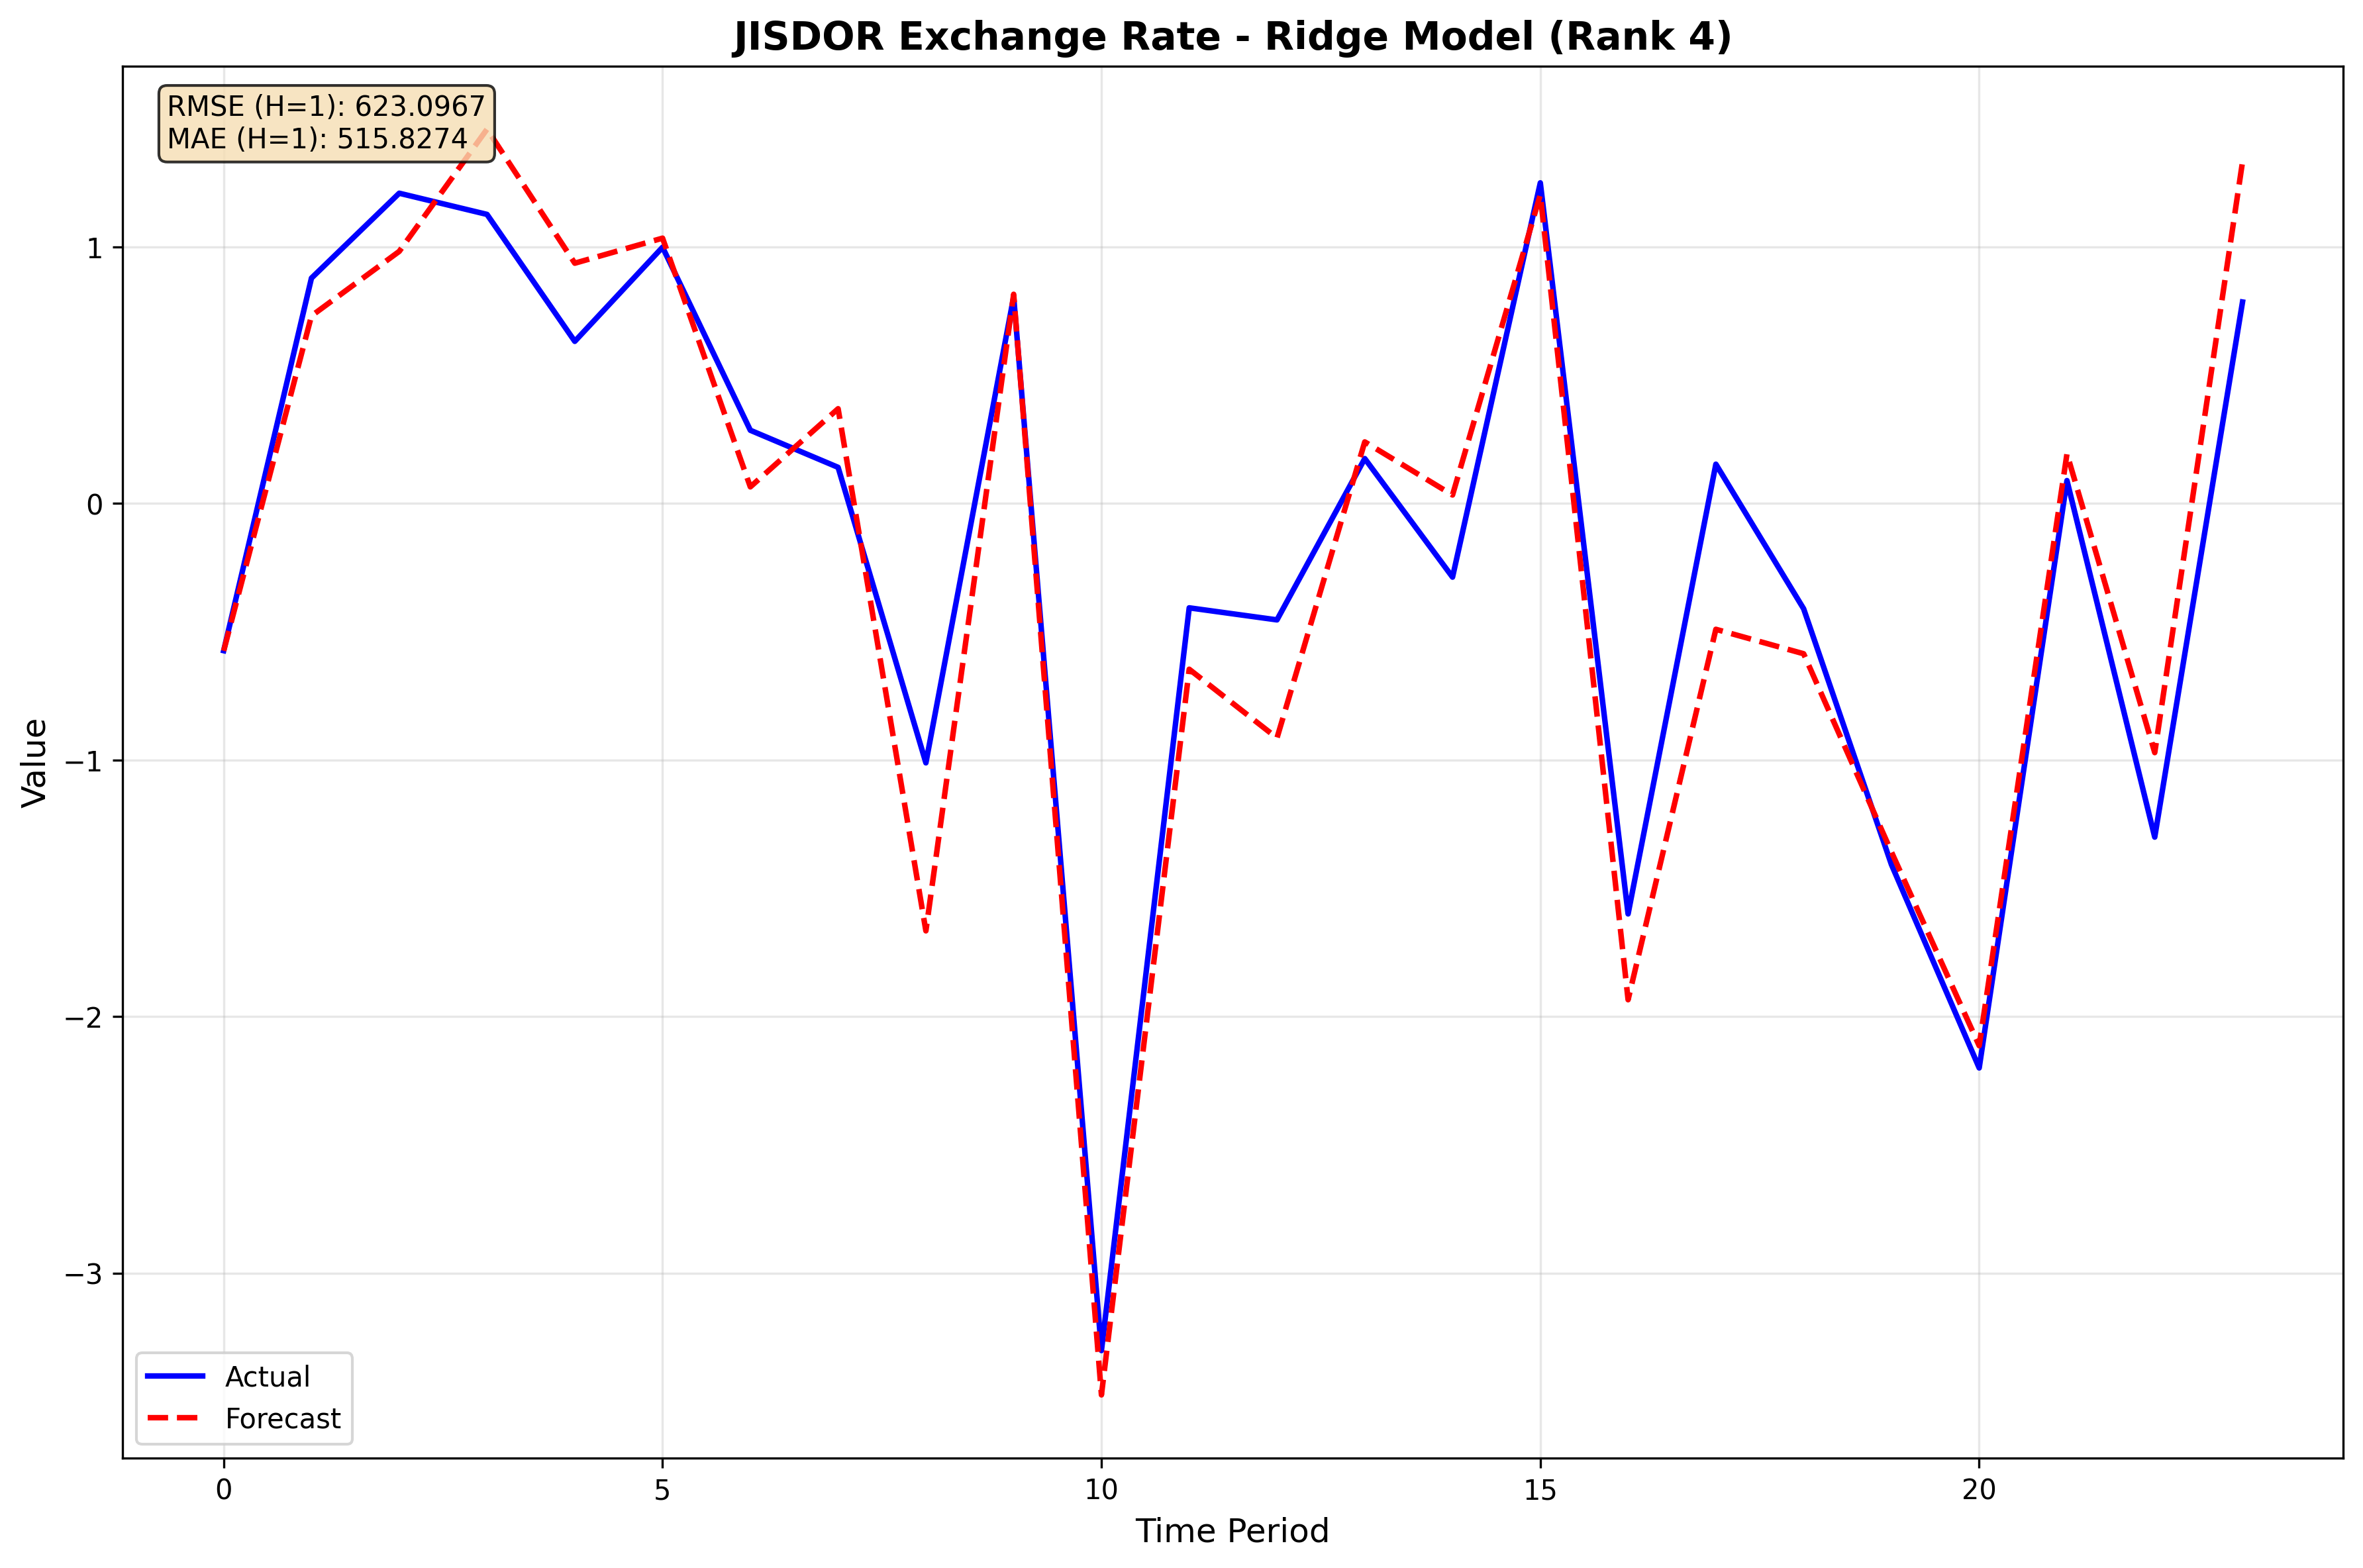 JISDOR Exchange Rate - Ridge Model (Rank 4)
RMSE (H=1): 623.0967
MAE (H=1): 515.8274
1
0
−1
−2
−3
Value
Actual
Forecast
0
5
10
15
20
Time Period